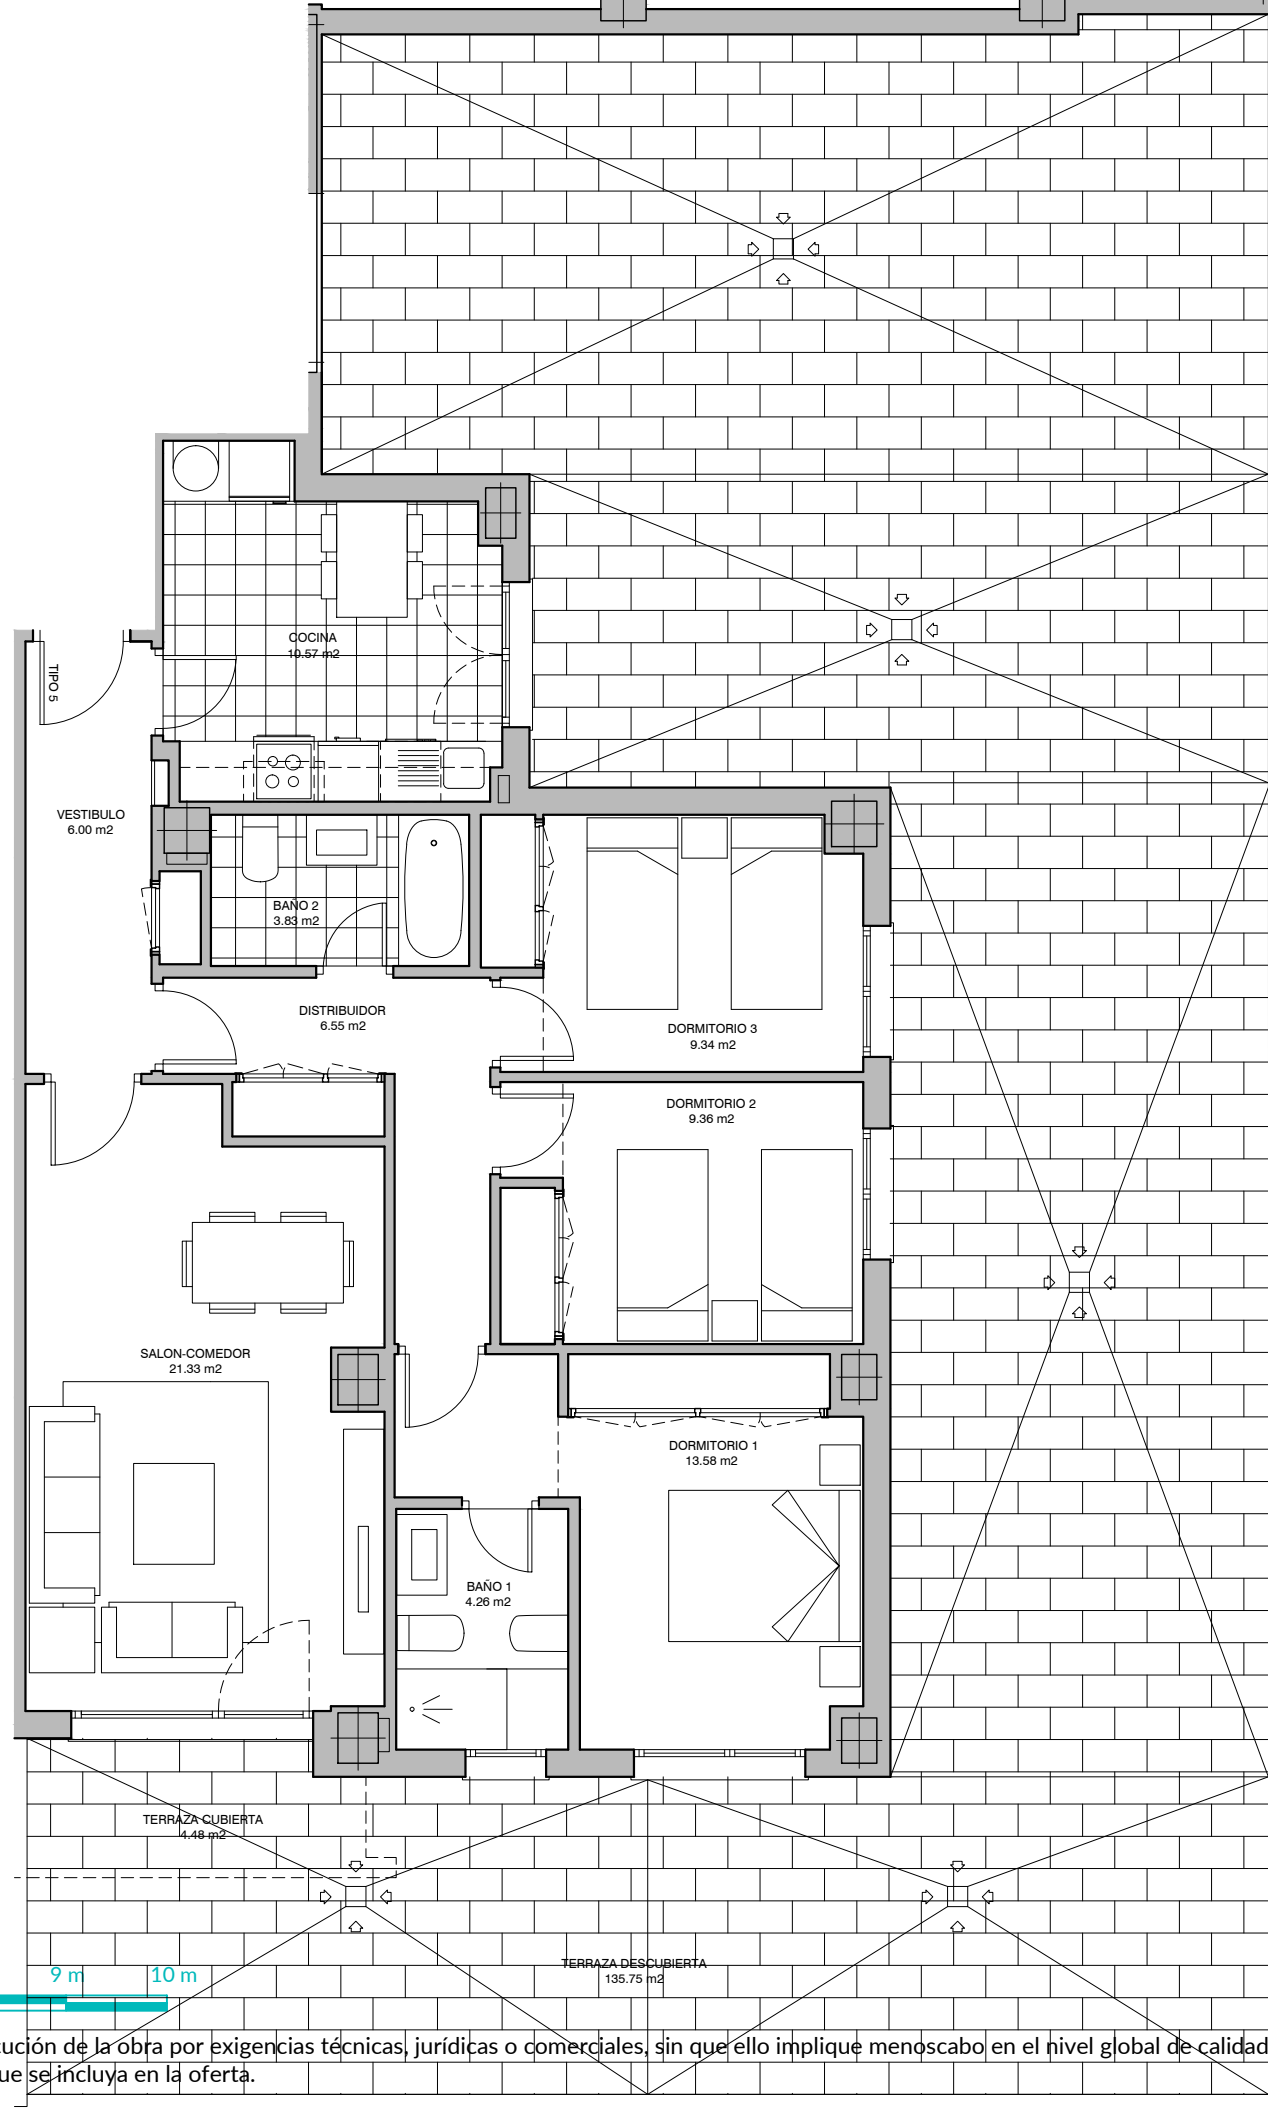 COCINA
10.57 m2
TIPO 5
VESTIBULO
6.00 m2
BAÑO 2
3.83 m2
DISTRIBUIDOR
6.55 m2
DORMITORIO 3
9.34 m2
DORMITORIO 2
9.36 m2
SALON-COMEDOR
21.33 m2
DORMITORIO 1
13.58 m2
BAÑO 1
4.26 m2
TERRAZA CUBIERTA
4.48 m2
TERRAZA DESCUBIERTA
135.75 m2
9 m 10 m
cución de la obra por exigencias técnicas, jurídicas o comerciales, sin que ello implique menoscabo en el nivel global de calidad
ue se incluya en la oferta.